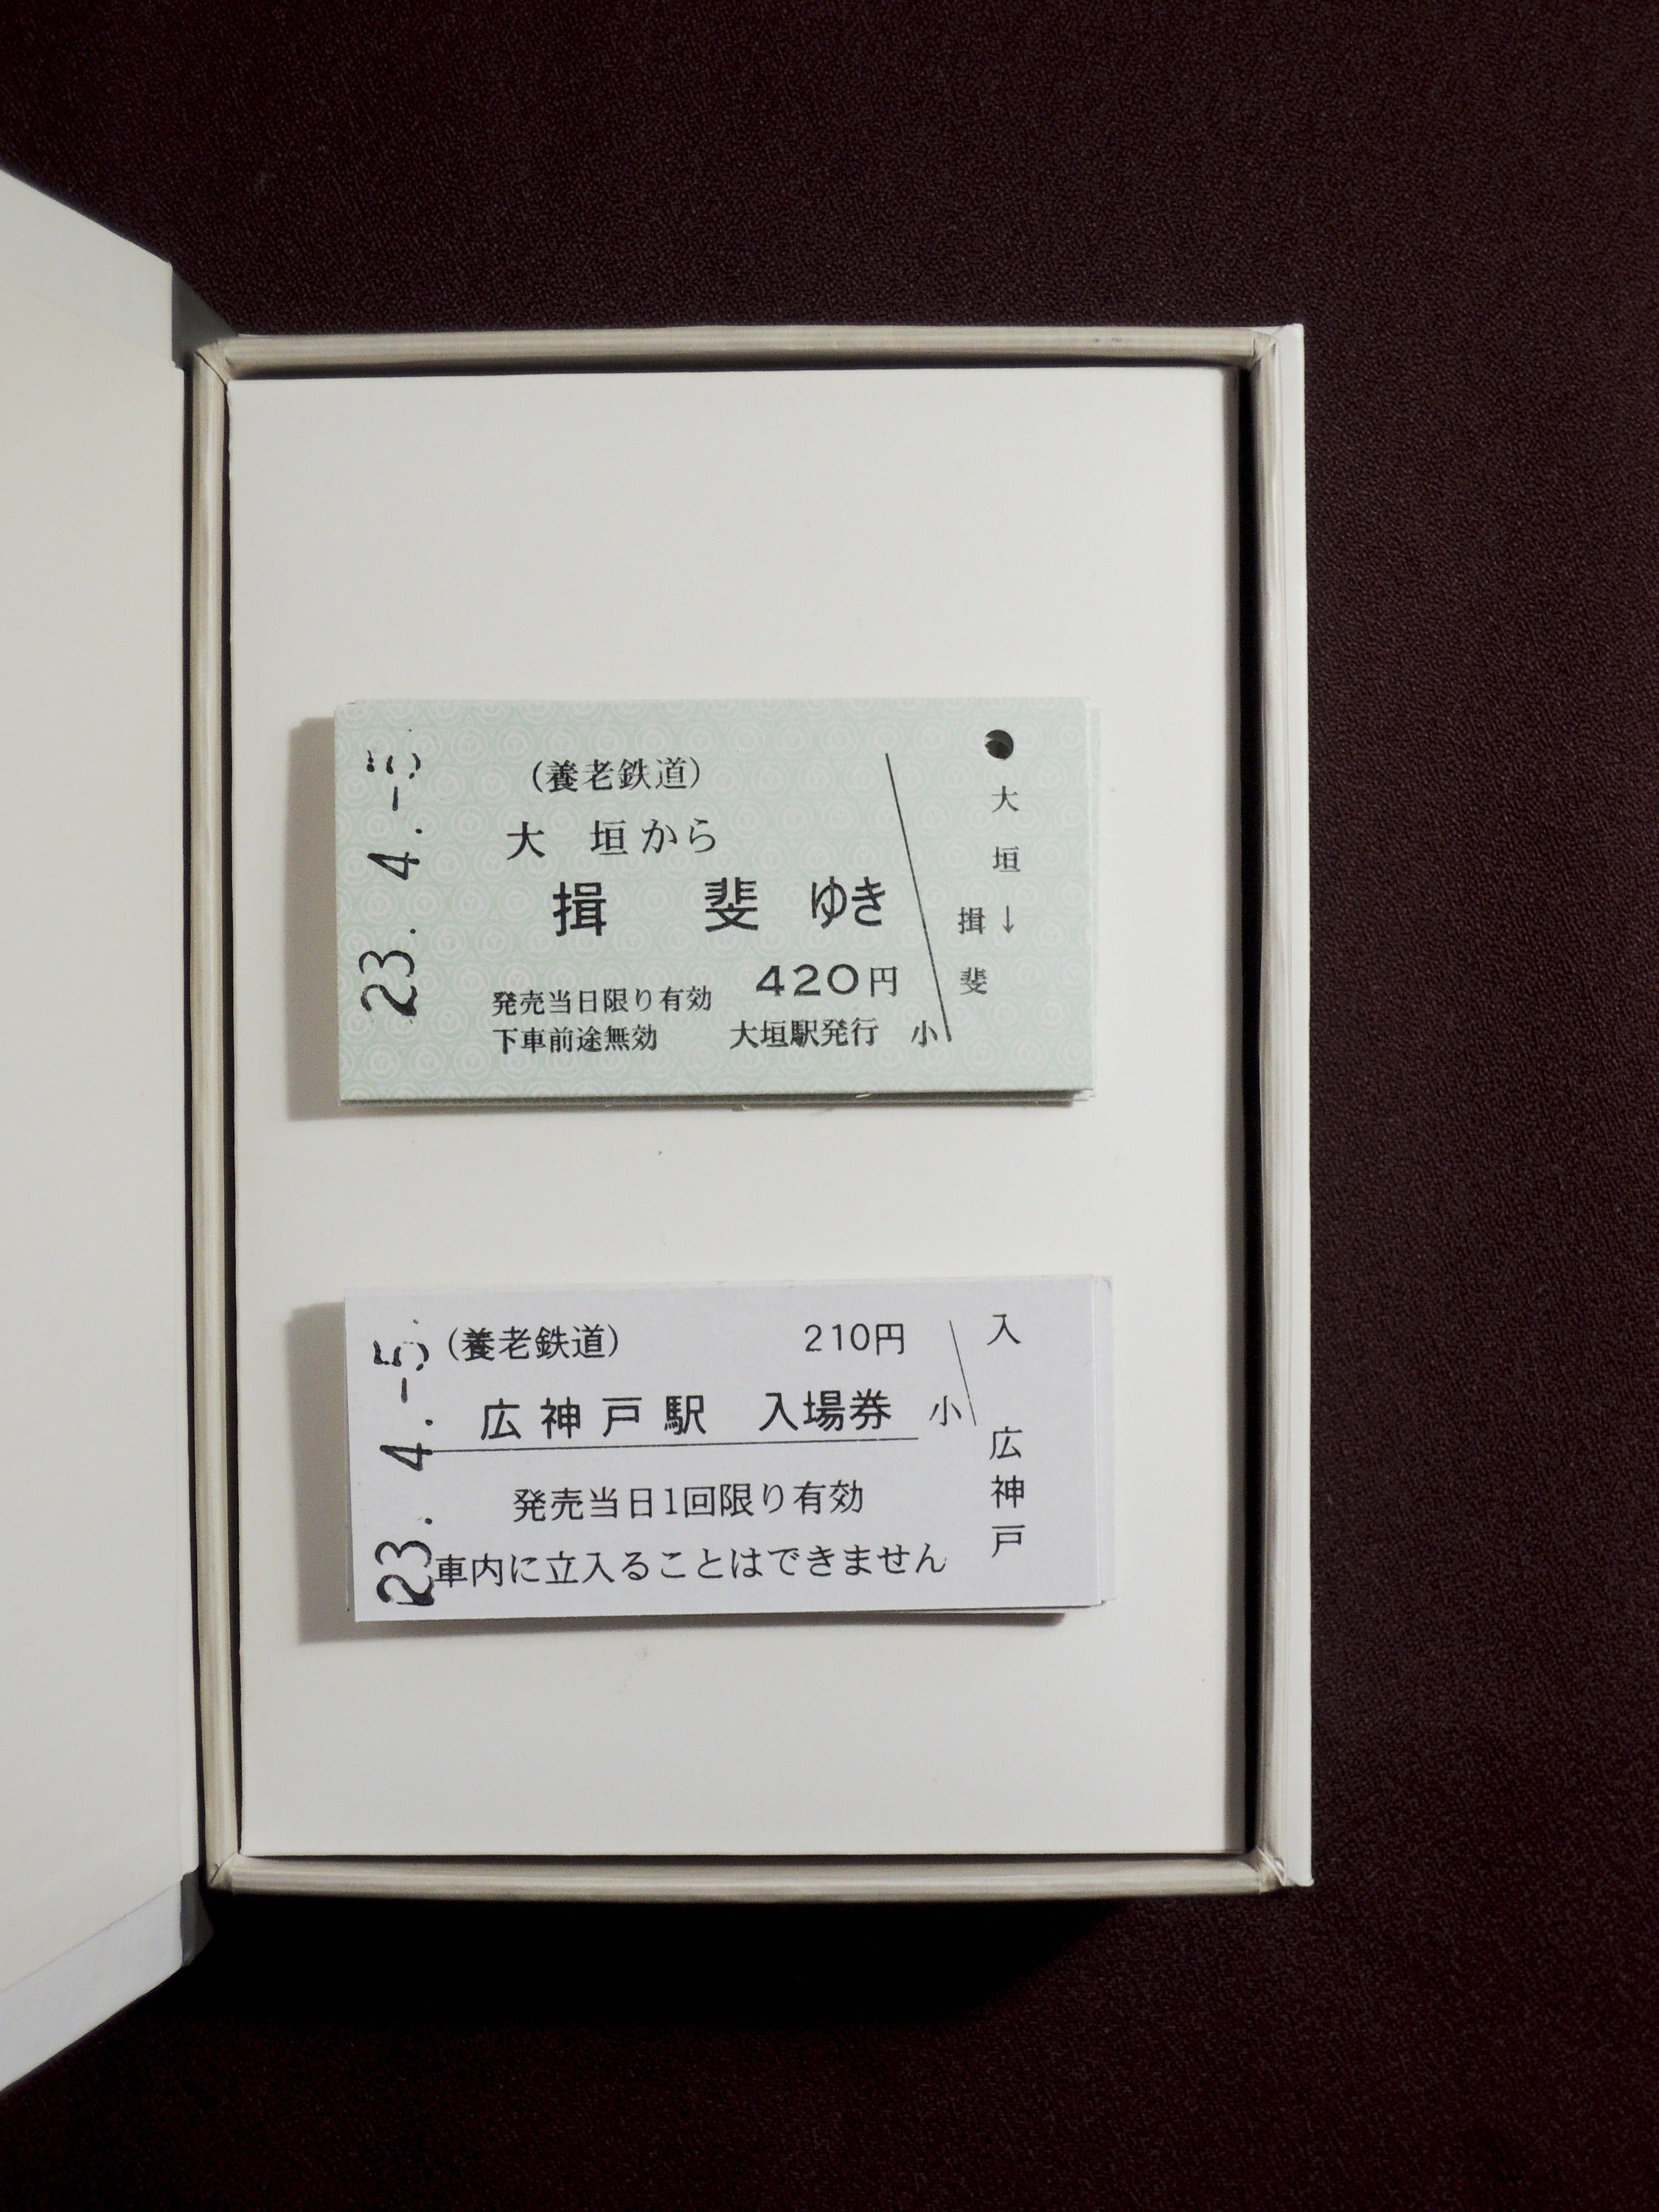 23. 4. -5
(養老鉄道)
大 垣から
揖 斐 ゆき
420円
発売当日限り有効
下車前途無効 大垣駅発行 小
大垣→
揖斐
23. 4. -5
(養老鉄道) 210円
広神戸駅 入場券 小
発売当日1回限り有効
車内に立入ることはできません
入 広神戸